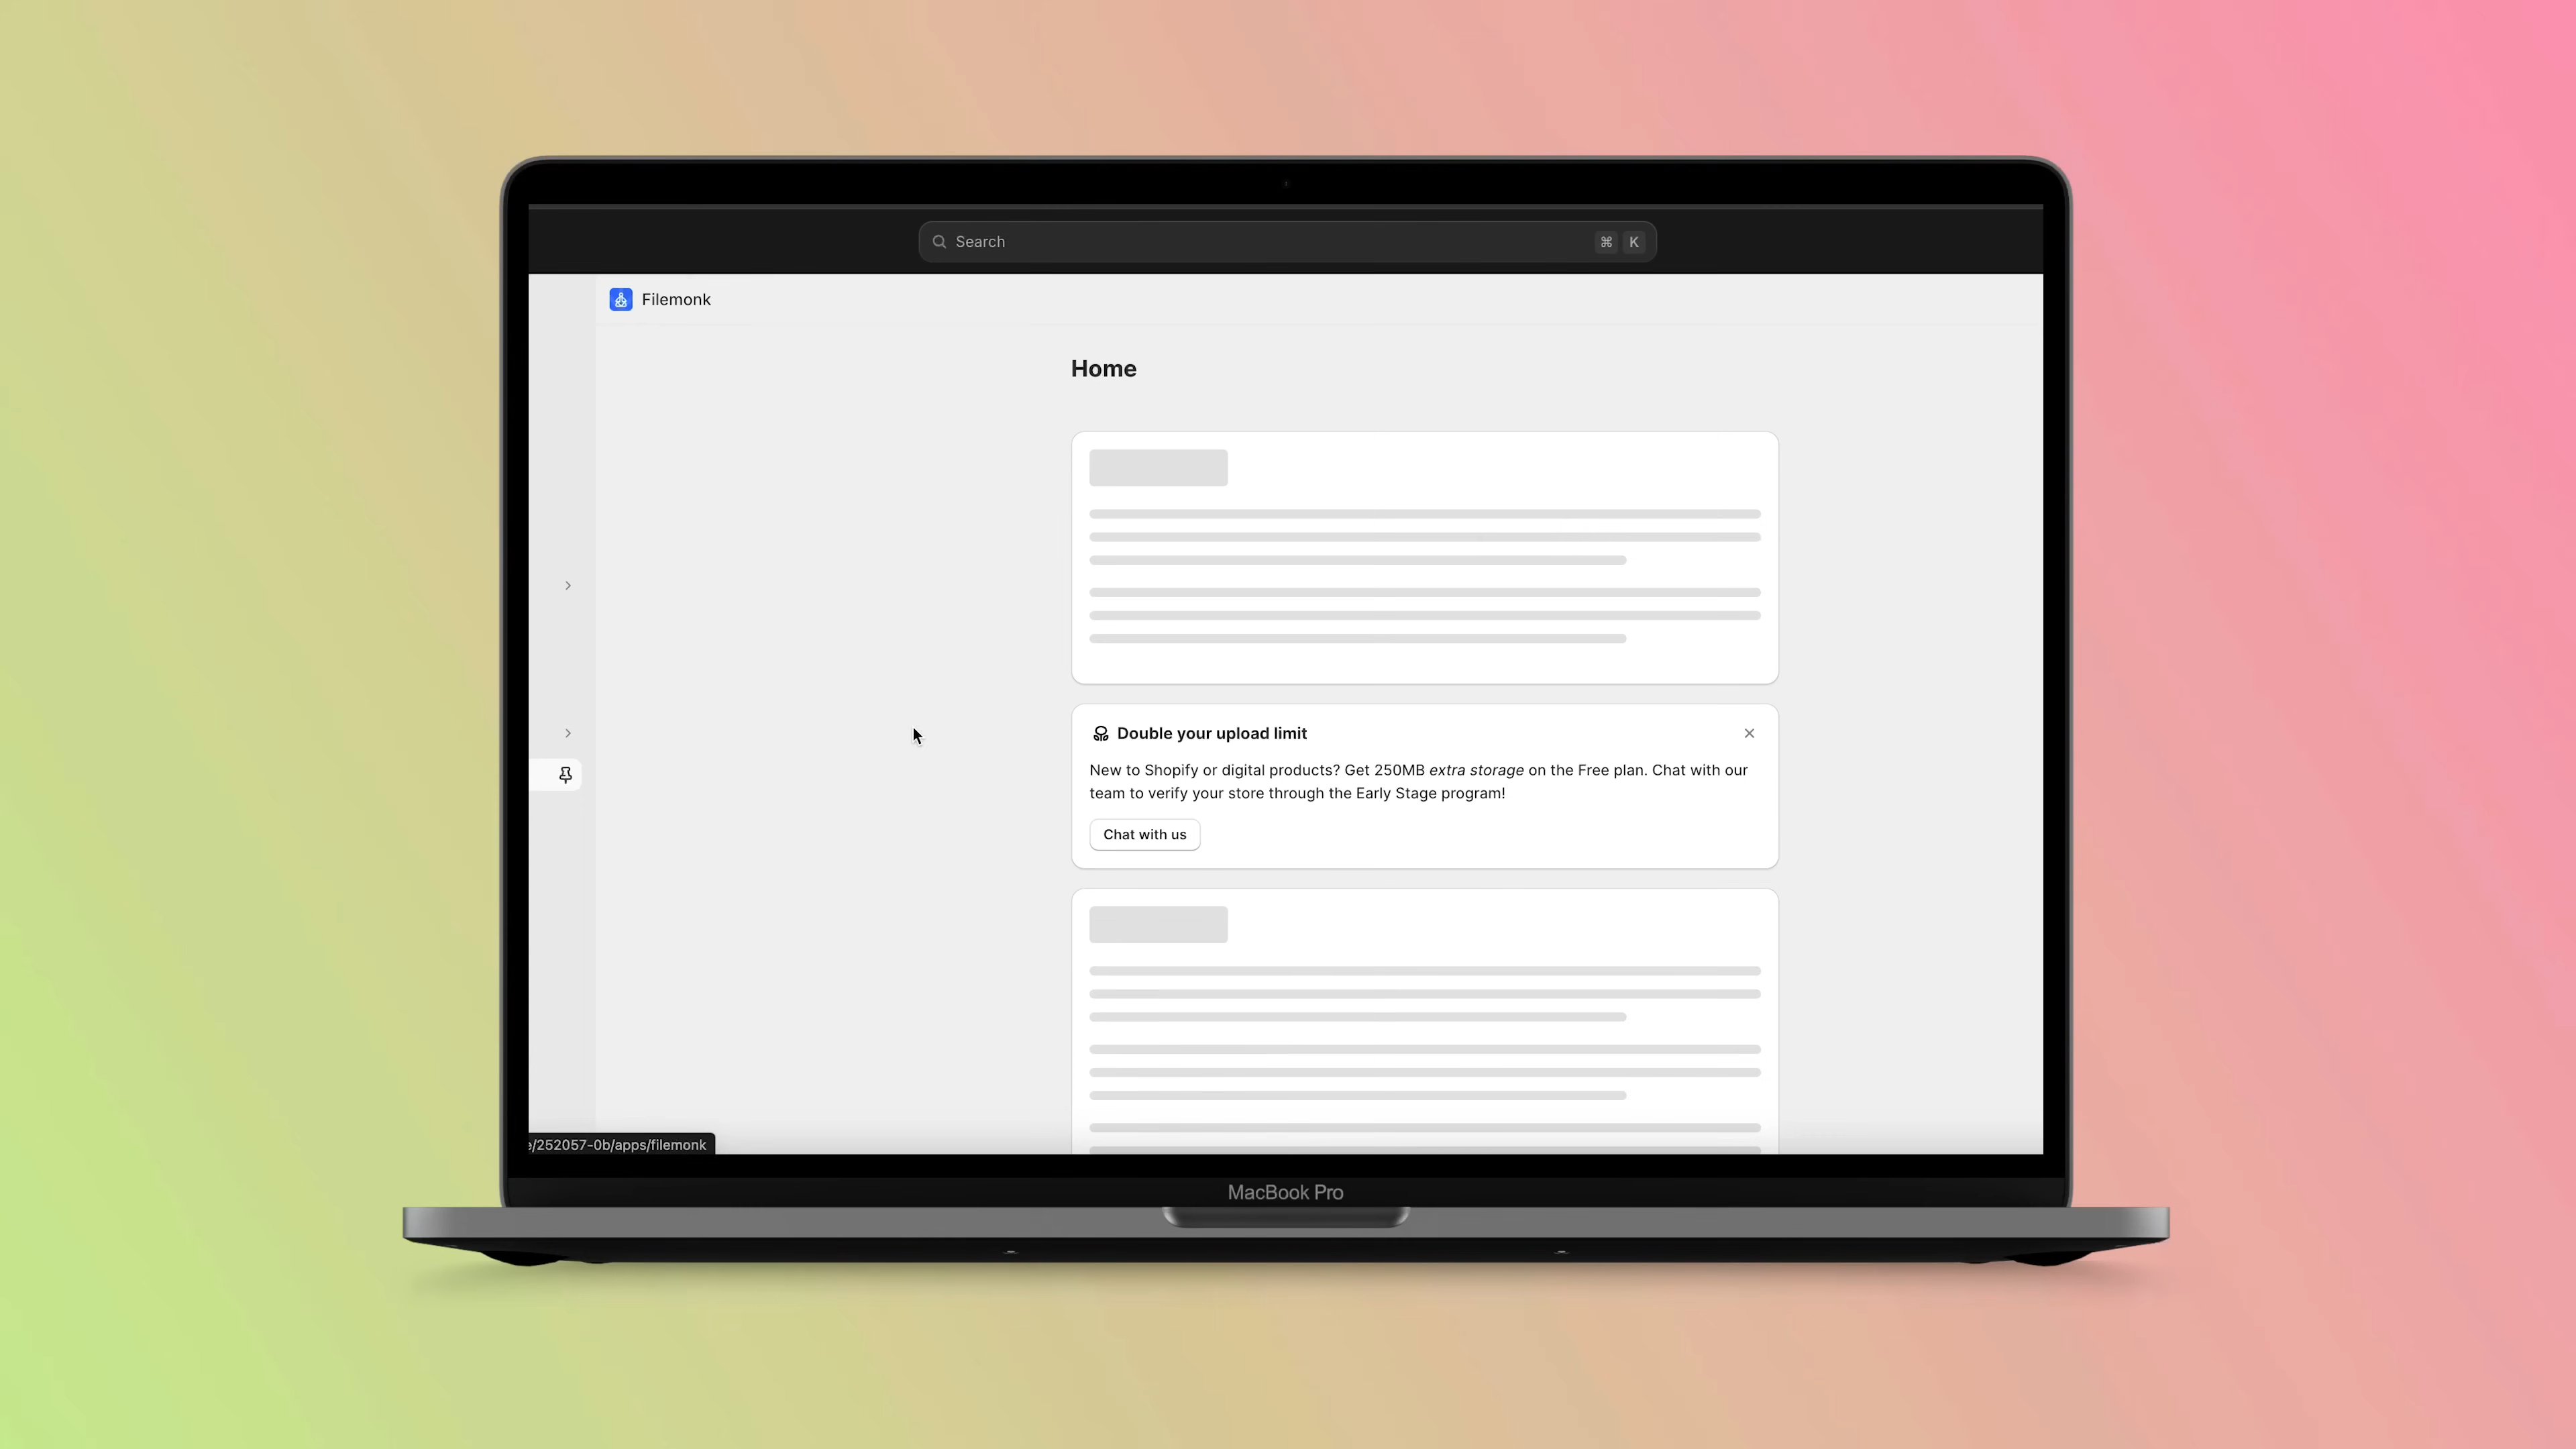 Search
⌘ K
Filemonk
Home
Double your upload limit
New to Shopify or digital products? Get 250MB extra storage on the Free plan. Chat with our
team to verify your store through the Early Stage program!
Chat with us
/252057-0b/apps/filemonk
MacBook Pro